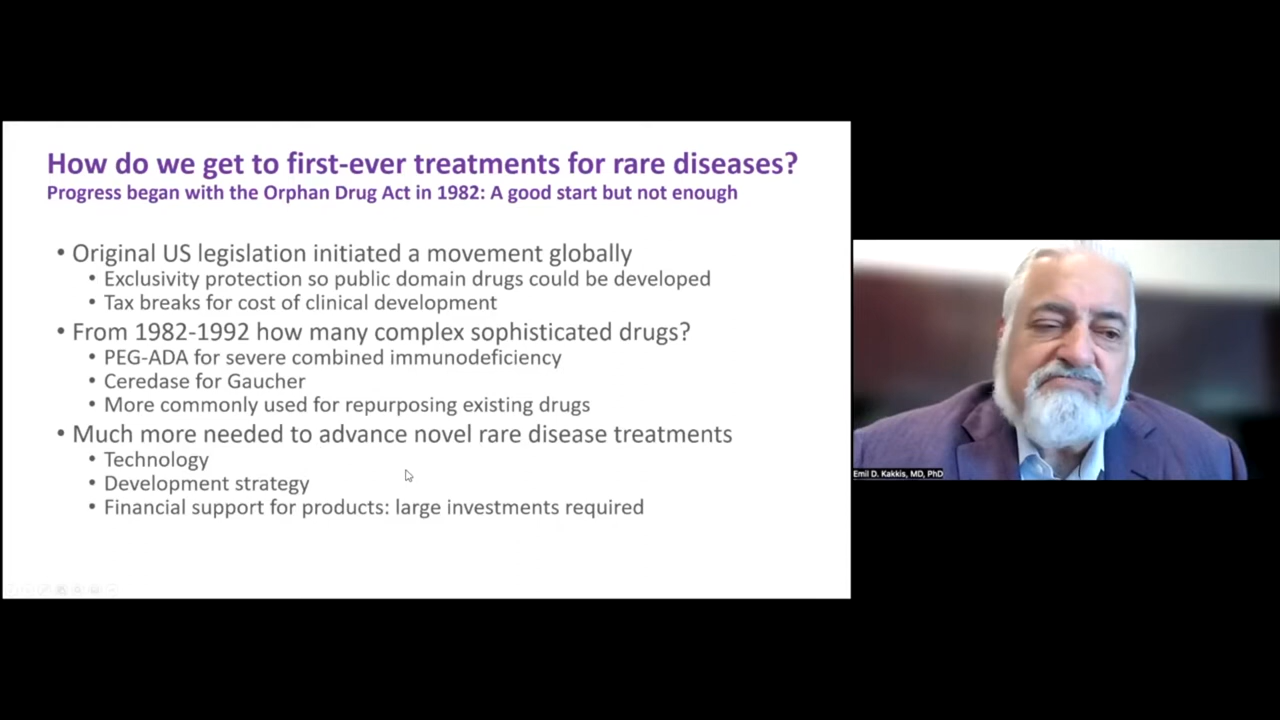 How do we get to first-ever treatments for rare diseases?
Progress began with the Orphan Drug Act in 1982: A good start but not enough
• Original US legislation initiated a movement globally
• Exclusivity protection so public domain drugs could be developed
• Tax breaks for cost of clinical development
• From 1982-1992 how many complex sophisticated drugs?
• PEG-ADA for severe combined immunodeficiency
• Ceredase for Gaucher
• More commonly used for repurposing existing drugs
• Much more needed to advance novel rare disease treatments
• Technology
• Development strategy
• Financial support for products: large investments required
Emil D. Kakkis, MD, PhD